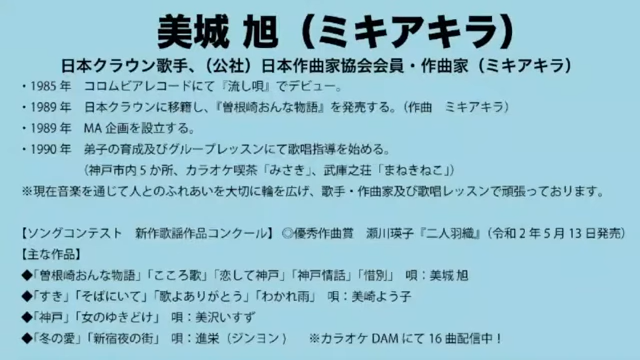 美城 旭（ミキアキラ）
日本クラウン歌手、（公社）日本作曲家協会会員・作曲家（ミキアキラ）
・1985年　コロムビアレコードにて『流し唄』でデビュー。
・1989年　日本クラウンに移籍し、『曽根崎おんな物語』を発売する。（作曲　ミキアキラ）
・1989年　MA企画を設立する。
・1990年　弟子の育成及びグループレッスンにて歌唱指導を始める。
（神戸市内5か所、カラオケ喫茶「みさき」、武庫之荘「まねきねこ」）
※現在音楽を通じて人とのふれあいを大切に輪を広げ、歌手・作曲家及び歌唱レッスンで頑張っております。
【ソングコンテスト　新作歌謡作品コンクール】◎優秀作曲賞　瀬川瑛子『二人羽織』（令和2年5月13日発売）
【主な作品】
◆「曽根崎おんな物語」「こころ歌」「恋して神戸」「神戸情話」「惜別」　唄：美城 旭
◆「すき」「そばにいて」「歌よありがとう」「わかれ雨」　唄：美崎よう子
◆「神戸」「女のゆきどけ」　唄：美沢いすず
◆「冬の愛」「新宿夜の街」　唄：進栄（ジンヨン）　※カラオケDAMにて16曲配信中！